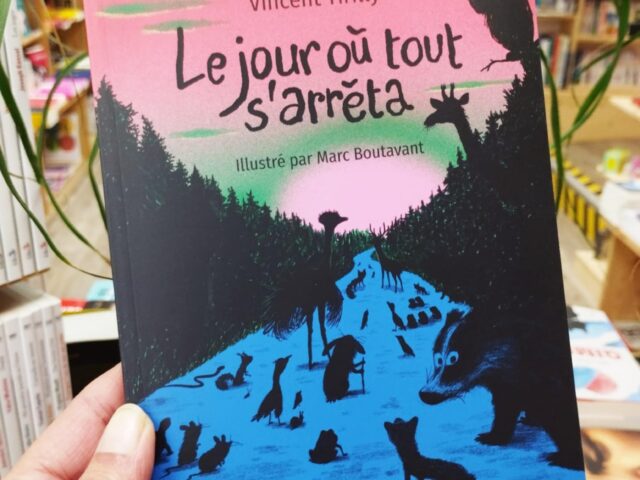 Vincent
Le jour où tout
s'arrêta
Illustré par Marc Boutavant